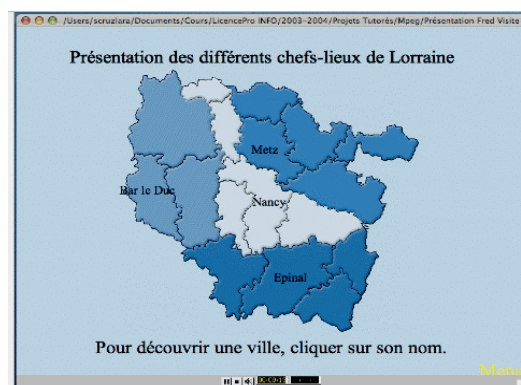 /Users/scruzlara/Documents/Cours/LicencePro INFO/2003-2004/Projets Tutorés/Mpeg/Présentation Fred Visite
Présentation des différents chefs-lieux de Lorraine
Metz
Bar le Duc
Nancy
Epinal
Pour découvrir une ville, cliquer sur son nom.
Menu